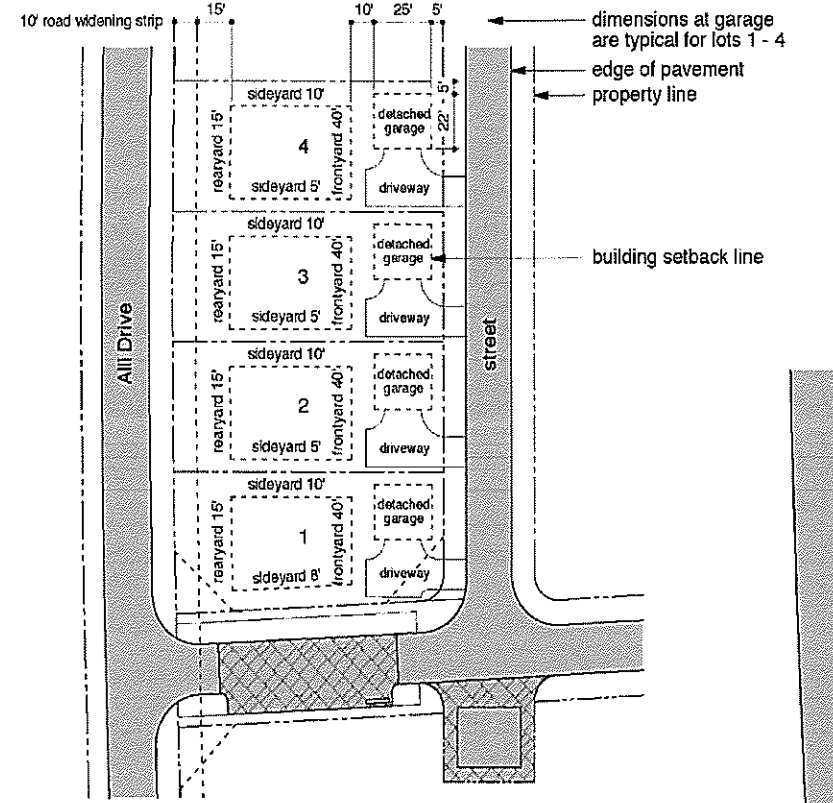 10' road widening strip
15'
10'
25'
5'
dimensions at garage
are typical for lots 1 - 4
edge of pavement
property line
sideyard 10'
5'
rearyard 15'
4
frontyard 40'
detached
garage
22'
sideyard 5'
driveway
sideyard 10'
rearyard 15'
3
frontyard 40'
detached
garage
building setback line
sideyard 5'
driveway
Alii Drive
street
sideyard 10'
rearyard 15'
2
frontyard 40'
detached
garage
sideyard 5'
driveway
sideyard 10'
rearyard 15'
1
frontyard 40'
detached
garage
sideyard 8'
driveway